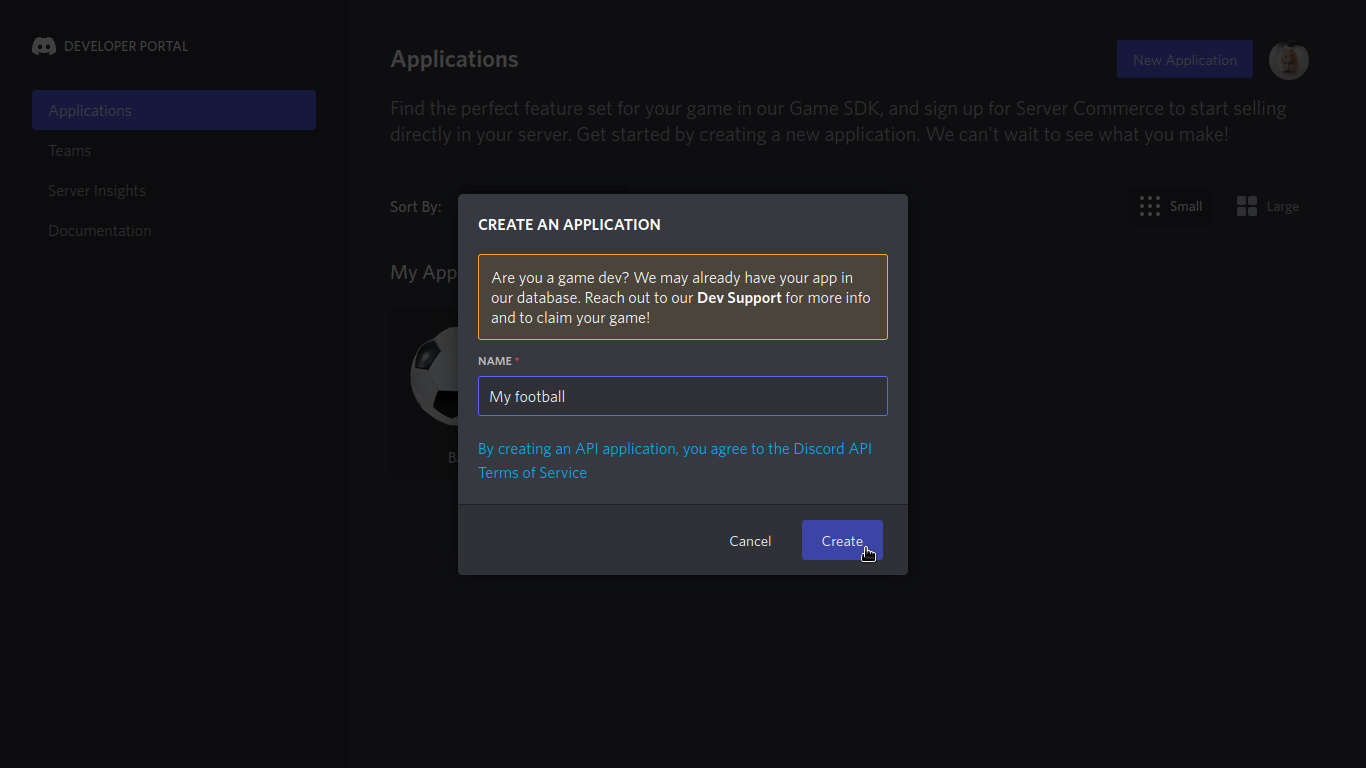 DEVELOPER PORTAL
Applications
Teams
Server Insights
Documentation
Applications
New Application
Find the perfect feature set for your game in our Game SDK, and sign up for Server Commerce to start selling
directly in your server. Get started by creating a new application. We can't wait to see what you make!
Sort By:
Small
Large
My App
B
CREATE AN APPLICATION
Are you a game dev? We may already have your app in
our database. Reach out to our Dev Support for more info
and to claim your game!
NAME *
My football
By creating an API application, you agree to the Discord API
Terms of Service
Cancel
Create